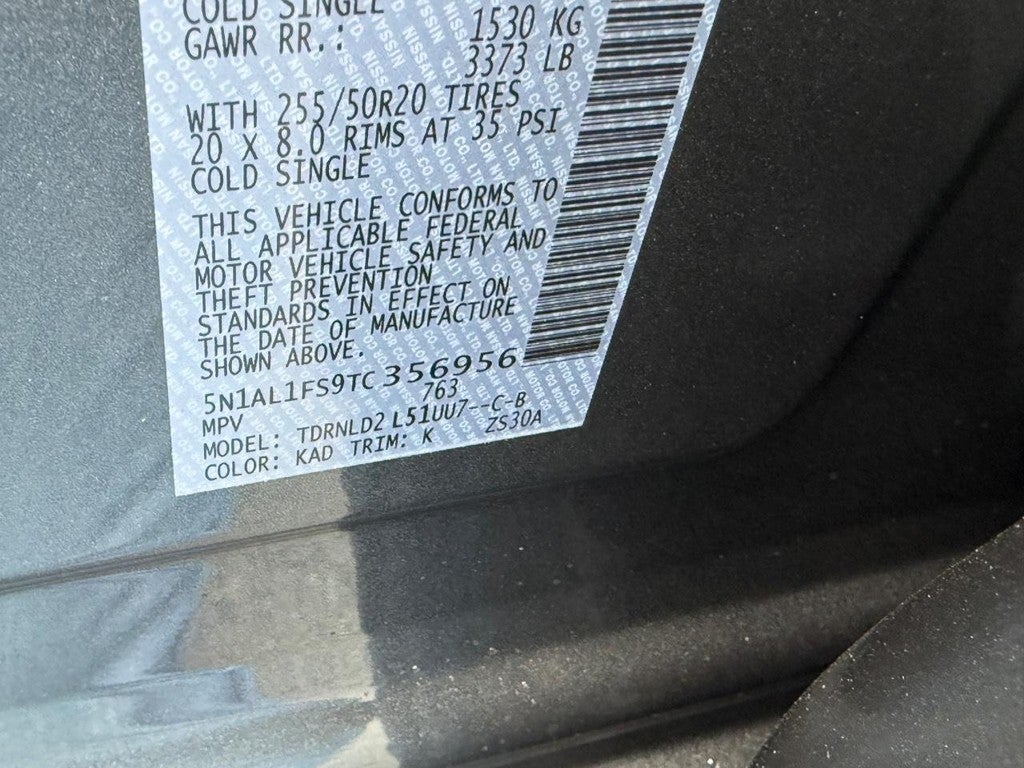 COLD SINGLE
GAWR RR.: 1530 KG
3373 LB
WITH 255/50R20 TIRES
20 X 8.0 RIMS AT 35 PSI
COLD SINGLE
THIS VEHICLE CONFORMS TO
ALL APPLICABLE FEDERAL
MOTOR VEHICLE SAFETY AND
THEFT PREVENTION
STANDARDS IN EFFECT ON
THE DATE OF MANUFACTURE
SHOWN ABOVE.
5N1AL1FS9TC356956
MPV 763
MODEL: TDRNLD2 L51UU7--C-B
COLOR: KAD TRIM: K ZS30A